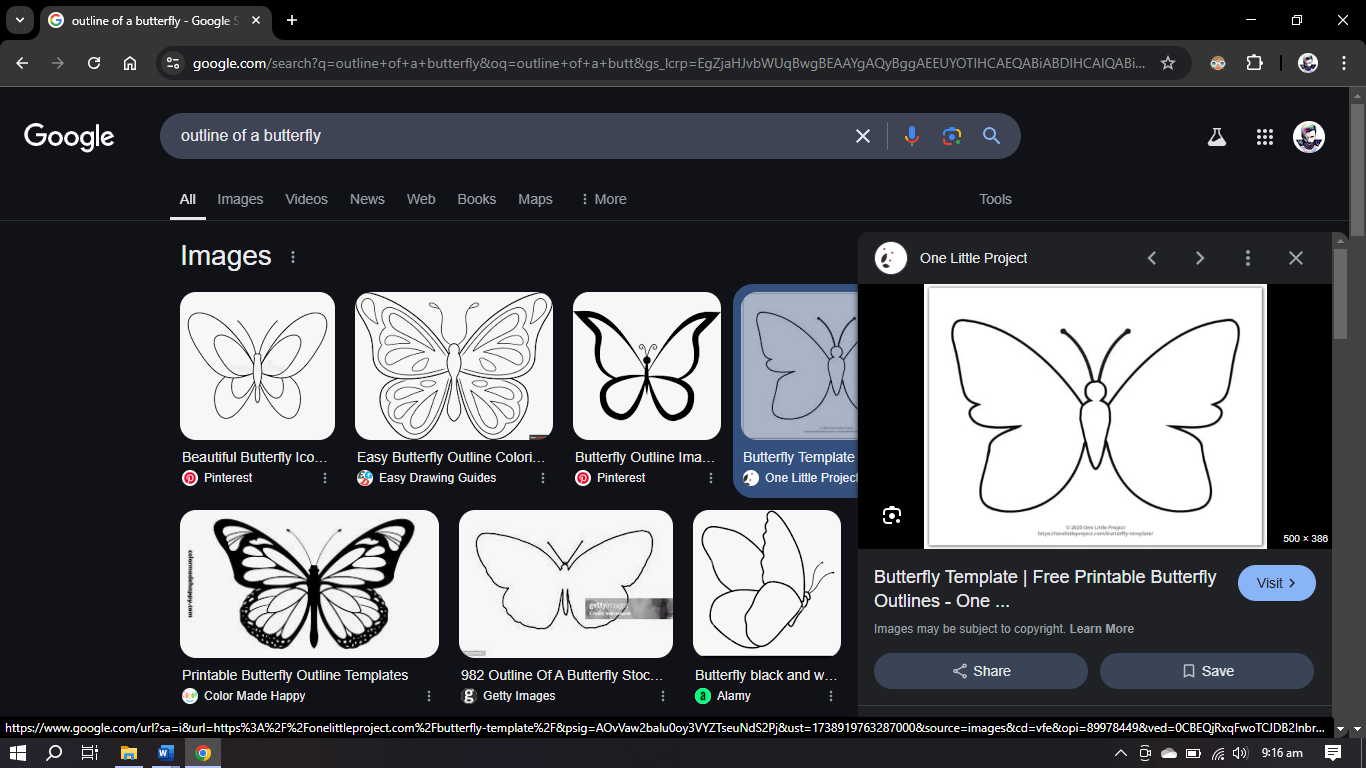 outline of a butterfly - Google S
google.com/search?q=outline+of+a+butterfly&oq=outline+of+a+butt&gs_lcrp=EgZjaHJvbWUqBwgBEAAYgAQyBggAEEUYOTIHCAEQABiABDIHCAIQABi...
Google
outline of a butterfly
All Images Videos News Web Books Maps More Tools
Images
Beautiful Butterfly Ico...
Pinterest
Easy Butterfly Outline Colori...
Easy Drawing Guides
Butterfly Outline Ima...
Pinterest
Butterfly Template
One Little Project
colormadehappy.com
Printable Butterfly Outline Templates
Color Made Happy
gettyimages
982 Outline Of A Butterfly Stoc...
Getty Images
Butterfly black and w...
Alamy
One Little Project
© 2020 One Little Project
https://onelittleproject.com/butterfly-template/
500 × 386
Butterfly Template | Free Printable Butterfly
Outlines - One ...
Visit
Images may be subject to copyright. Learn More
Share
Save
https://www.google.com/url?sa=i&url=https%3A%2F%2Fonelittleproject.com%2Fbutterfly-template%2F&psig=AOvVaw2balu0oy3VYZTseuNdS2Pj&ust=1738919763287000&source=images&cd=vfe&opi=89978449&ved=0CBEQjRxqFwoTCJDB2Inbr...
9:16 am